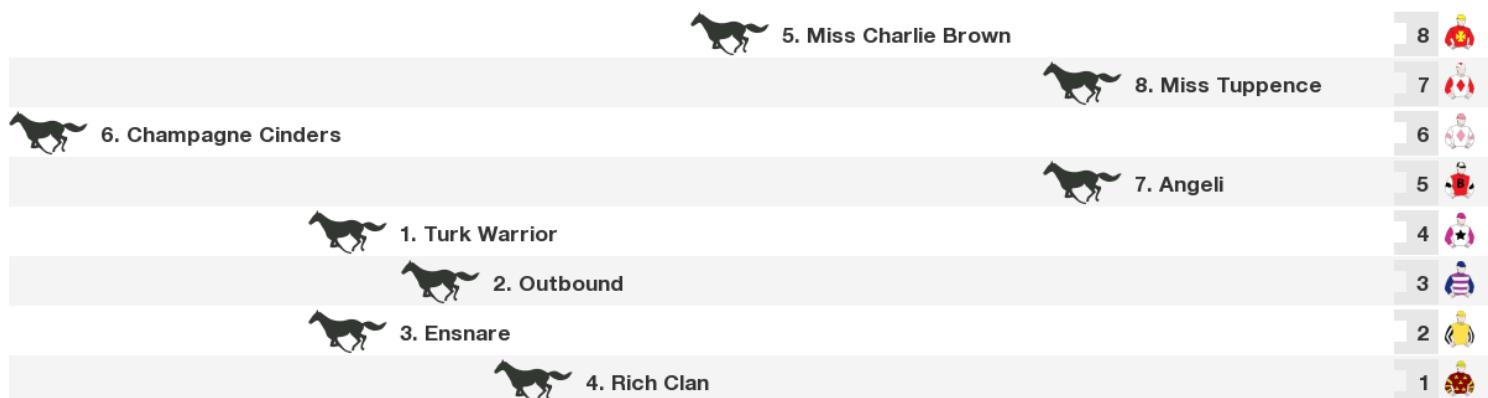 5. Miss Charlie Brown 8
8. Miss Tuppence 7
6. Champagne Cinders 6
7. Angeli 5 B
1. Turk Warrior 4
2. Outbound 3
3. Ensnare 2
4. Rich Clan 1